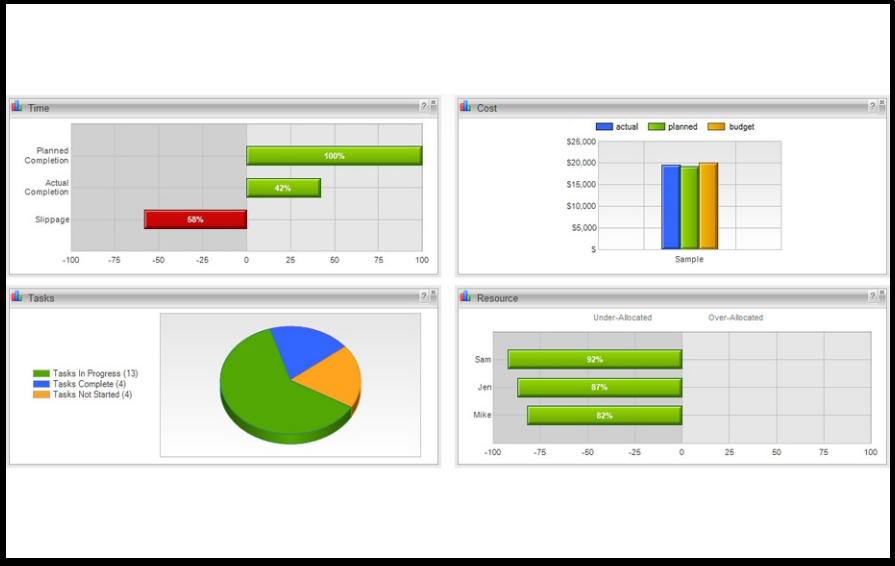 Time
?
Planned
Completion
100%
Actual
Completion
42%
Slippage
58%
-100 -75 -50 -25 0 25 50 75 100
Cost
?
actual planned budget
$25,000
$20,000
$15,000
$10,000
$5,000
$
Sample
Tasks
?
Tasks In Progress (13)
Tasks Complete (4)
Tasks Not Started (4)
Resource
?
Under-Allocated Over-Allocated
Sam 92%
Jen 87%
Mike 82%
-100 -75 -50 -25 0 25 50 75 100